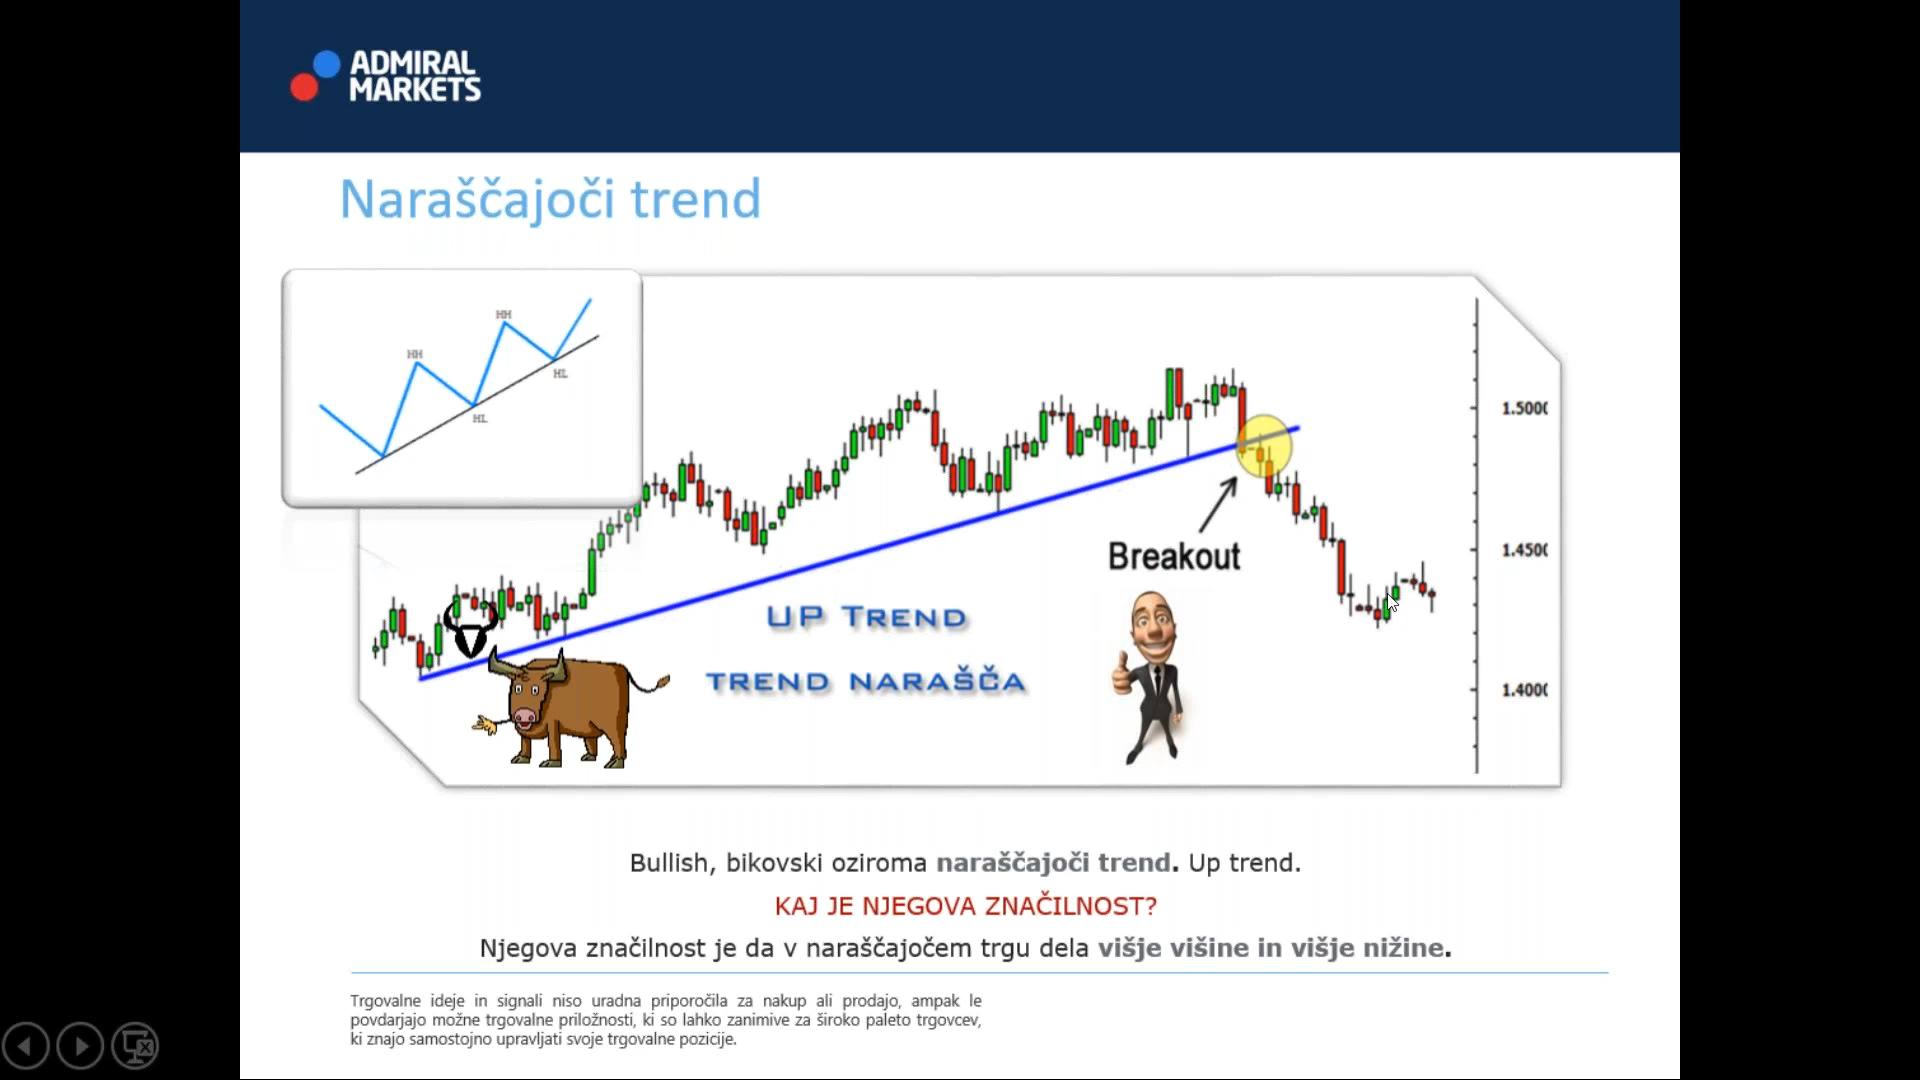 ADMIRAL
MARKETS
Naraščajoči trend
HH
HH
HL
HL
1.5000
1.4500
1.4000
Breakout
UP TREND
TREND NARAŠČA
Bullish, bikovski oziroma naraščajoči trend. Up trend.
KAJ JE NJEGOVA ZNAČILNOST?
Njegova značilnost je da v naraščajočem trgu dela višje višine in višje nižine.
Trgovalne ideje in signali niso uradna priporočila za nakup ali prodajo, ampak le
povdarjajo možne trgovalne priložnosti, ki so lahko zanimive za široko paleto trgovcev,
ki znajo samostojno upravljati svoje trgovalne pozicije.